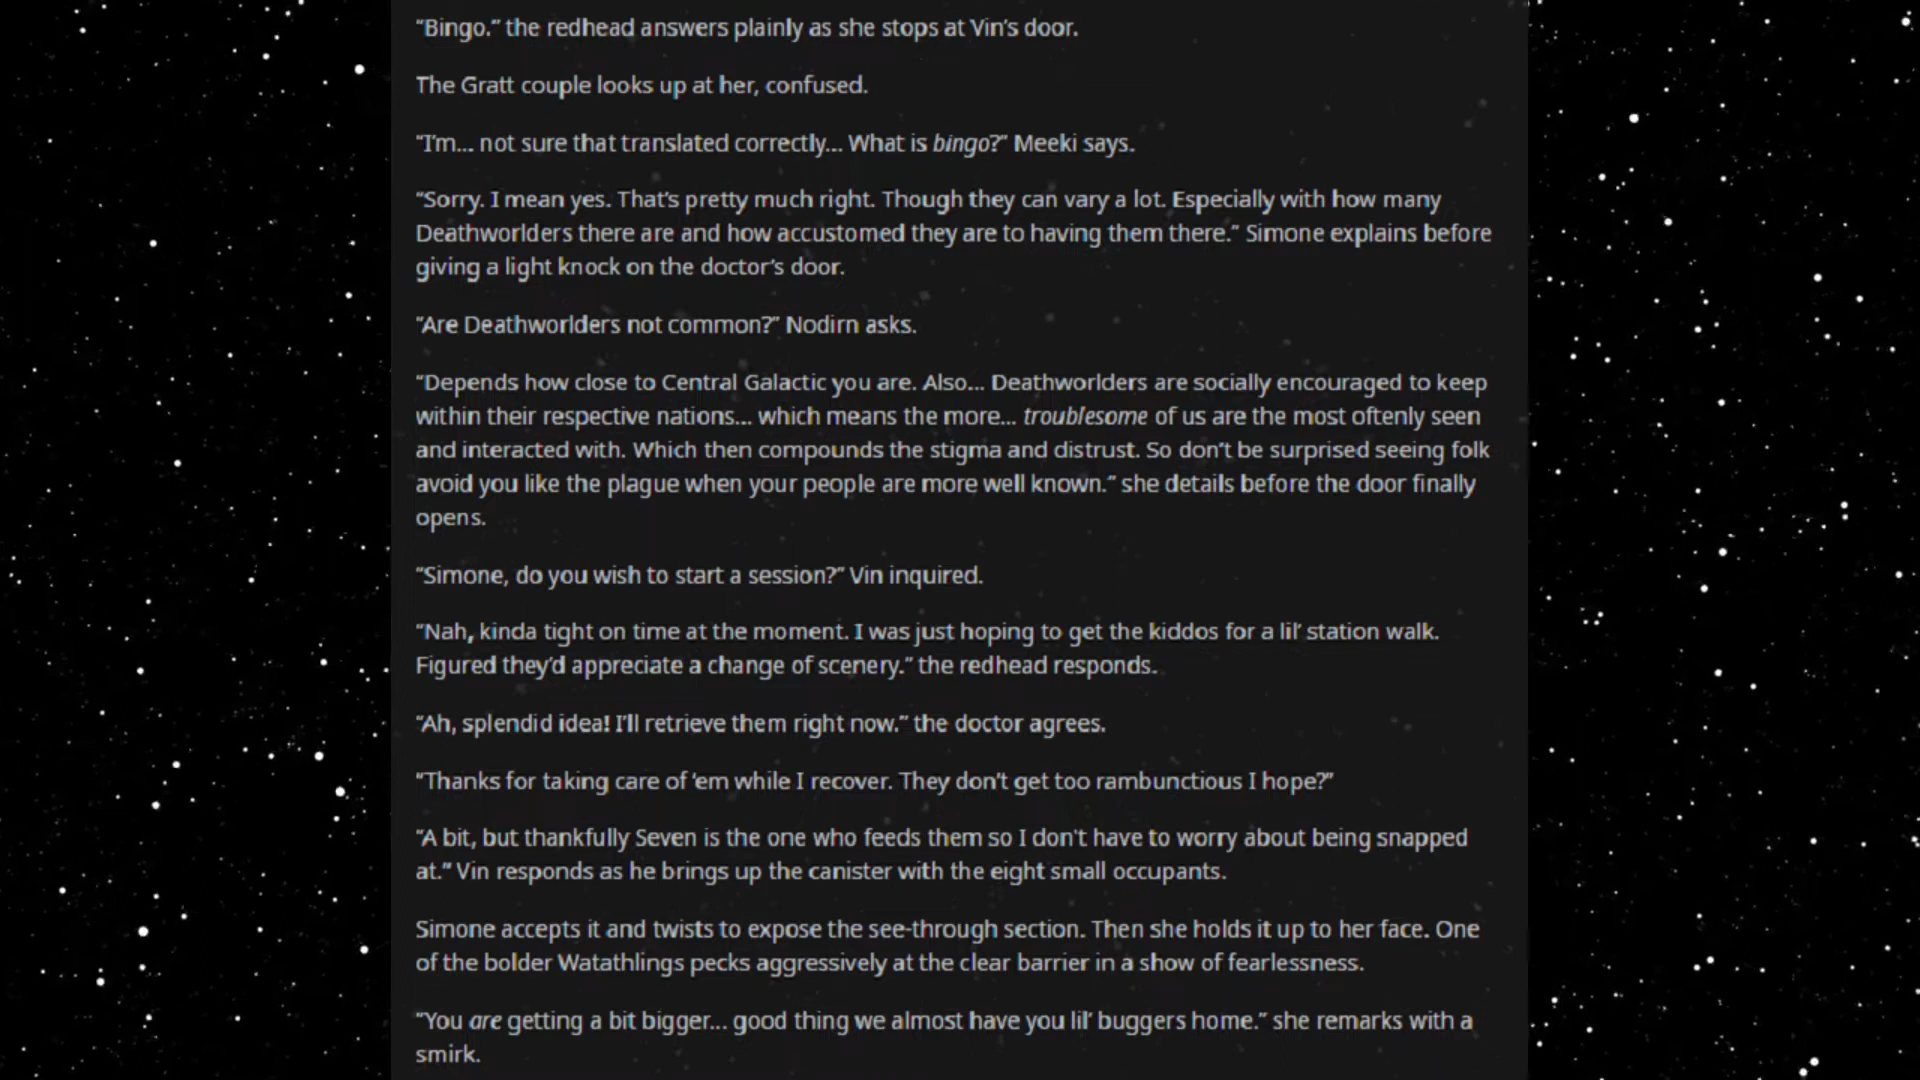 “Bingo.” the redhead answers plainly as she stops at Vin’s door.
The Gratt couple looks up at her, confused.
“I’m... not sure that translated correctly... What is bingo?” Meeki says.
“Sorry. I mean yes. That’s pretty much right. Though they can vary a lot. Especially with how many
Deathworlders there are and how accustomed they are to having them there.” Simone explains before
giving a light knock on the doctor’s door.
“Are Deathworlders not common?” Nodirn asks.
“Depends how close to Central Galactic you are. Also... Deathworlders are socially encouraged to keep
within their respective nations... which means the more... troublesome of us are the most oftenly seen
and interacted with. Which then compounds the stigma and distrust. So don’t be surprised seeing folk
avoid you like the plague when your people are more well known.” she details before the door finally
opens.
“Simone, do you wish to start a session?” Vin inquired.
“Nah, kinda tight on time at the moment. I was just hoping to get the kiddos for a lil’ station walk.
Figured they’d appreciate a change of scenery.” the redhead responds.
“Ah, splendid idea! I’ll retrieve them right now.” the doctor agrees.
“Thanks for taking care of ‘em while I recover. They don’t get too rambunctious I hope?”
“A bit, but thankfully Seven is the one who feeds them so I don't have to worry about being snapped
at.” Vin responds as he brings up the canister with the eight small occupants.
Simone accepts it and twists to expose the see-through section. Then she holds it up to her face. One
of the bolder Watathlings pecks aggressively at the clear barrier in a show of fearlessness.
“You are getting a bit bigger... good thing we almost have you lil’ buggers home.” she remarks with a
smirk.